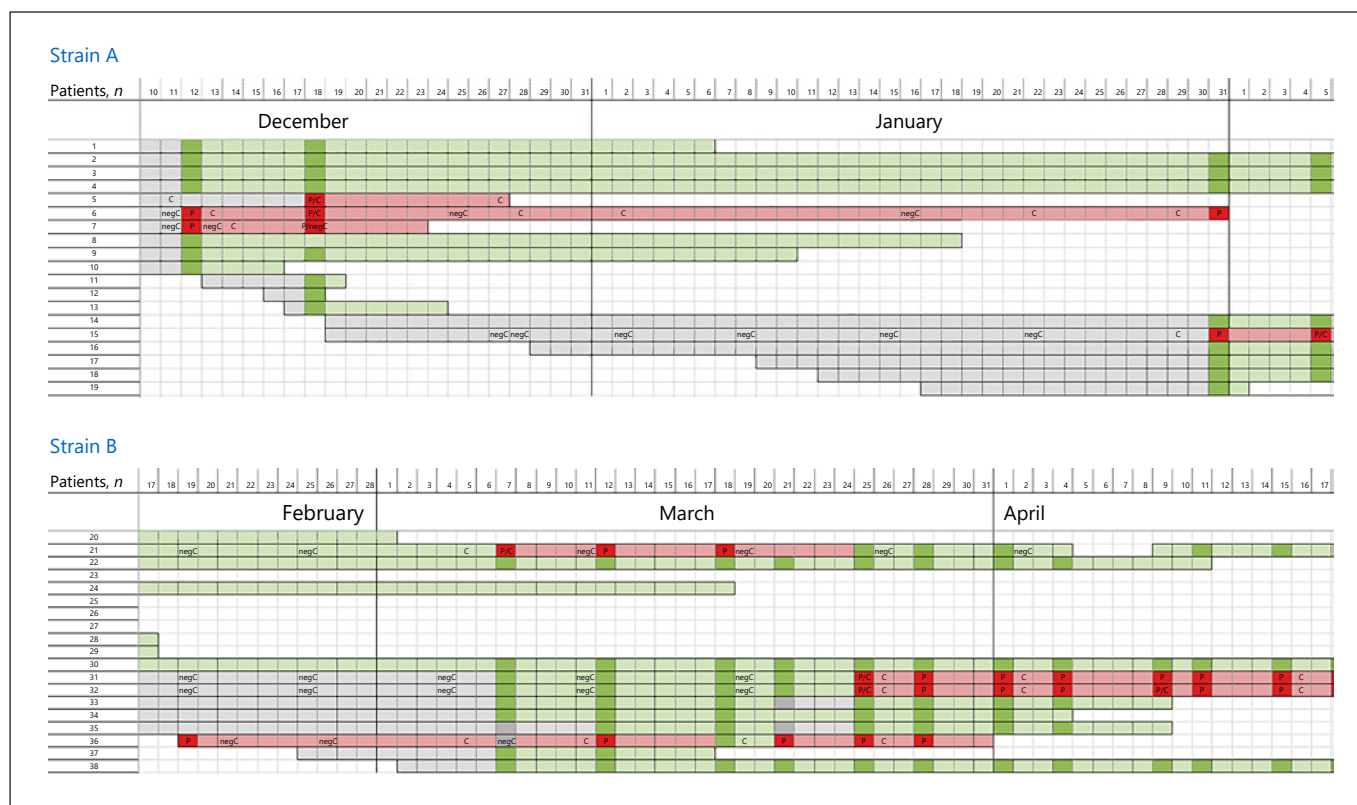 Strain A
Patients, n 10 11 12 13 14 15 16 17 18 19 20 21 22 23 24 25 26 27 28 29 30 31 1 2 3 4 5 6 7 8 9 10 11 12 13 14 15 16 17 18 19 20 21 22 23 24 25 26 27 28 29 30 31 1 2 3 4 5
December January
1
2
3
4
5 C P/C C
6 negC P C P/C negC C C negC C C P
7 negC P negC C P/negC
8
9
10
11
12
13
14
15 negC negC negC negC negC negC C P P/C
16
17
18
19
Strain B
Patients, n 17 18 19 20 21 22 23 24 25 26 27 28 1 2 3 4 5 6 7 8 9 10 11 12 13 14 15 16 17 18 19 20 21 22 23 24 25 26 27 28 29 30 31 1 2 3 4 5 6 7 8 9 10 11 12 13 14 15 16 17
February March April
20
21 negC negC C P/C negC P P negC negC negC
22
23
24
25
26
27
28
29
30
31 negC negC negC negC negC P/C C P P C P P P P C
32 negC negC negC negC negC P/C C P P C P P/C P P C
33
34
35
36 P negC negC C negC C P C P P C P
37
38